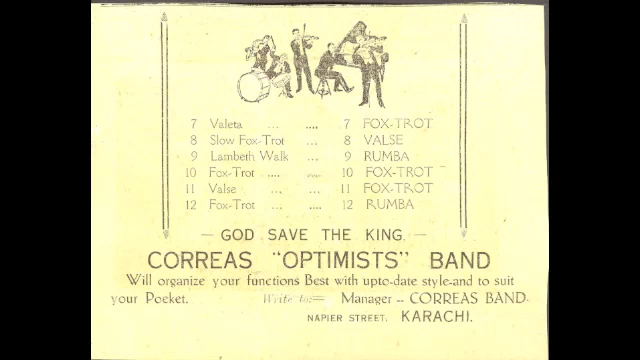 7 Valeta ... .... 7 FOX-TROT
8 Slow Fox-Trot ... 8 VALSE
9 Lambeth Walk ... 9 RUMBA
10 Fox-Trot .... .... 10 FOX-TROT
11 Valse ... ... 11 FOX-TROT
12 Fox-Trot ... .... 12 RUMBA
— GOD SAVE THE KING. —
CORREAS "OPTIMISTS" BAND
Will organize your functions Best with upto-date style-and to suit
your Pocket. Write to:= Manager -- CORREAS BAND.
NAPIER STREET. KARACHI.